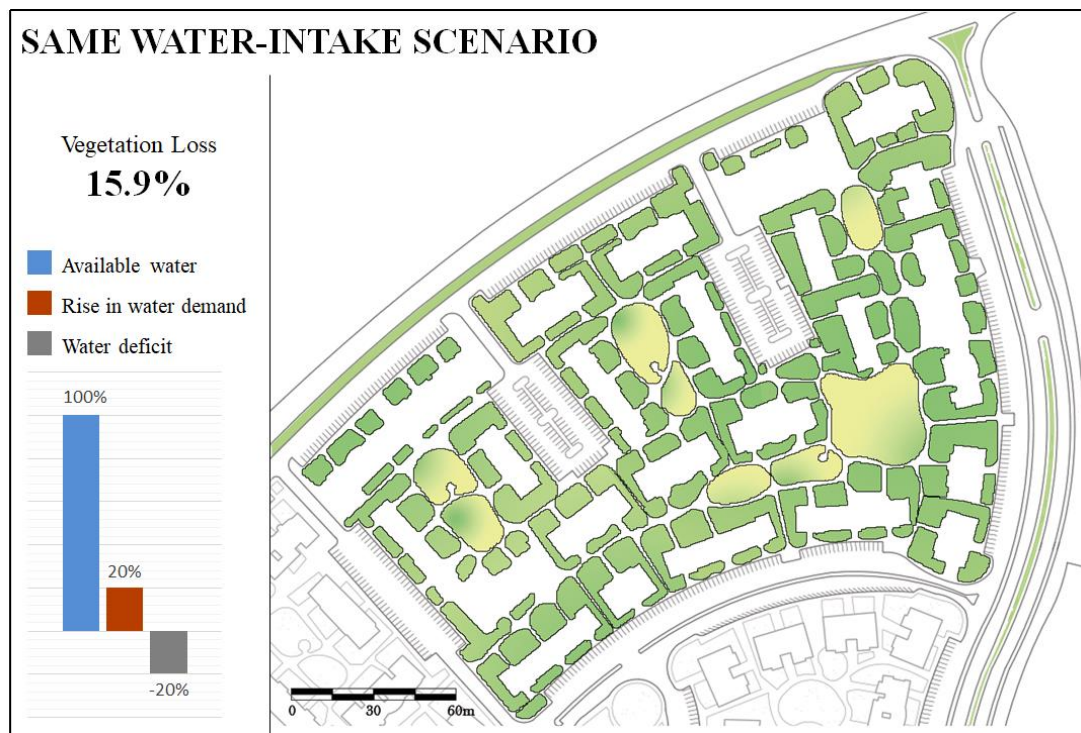 SAME WATER-INTAKE SCENARIO
Vegetation Loss
15.9%
Available water
Rise in water demand
Water deficit
100%
20%
-20%
0 30 60m